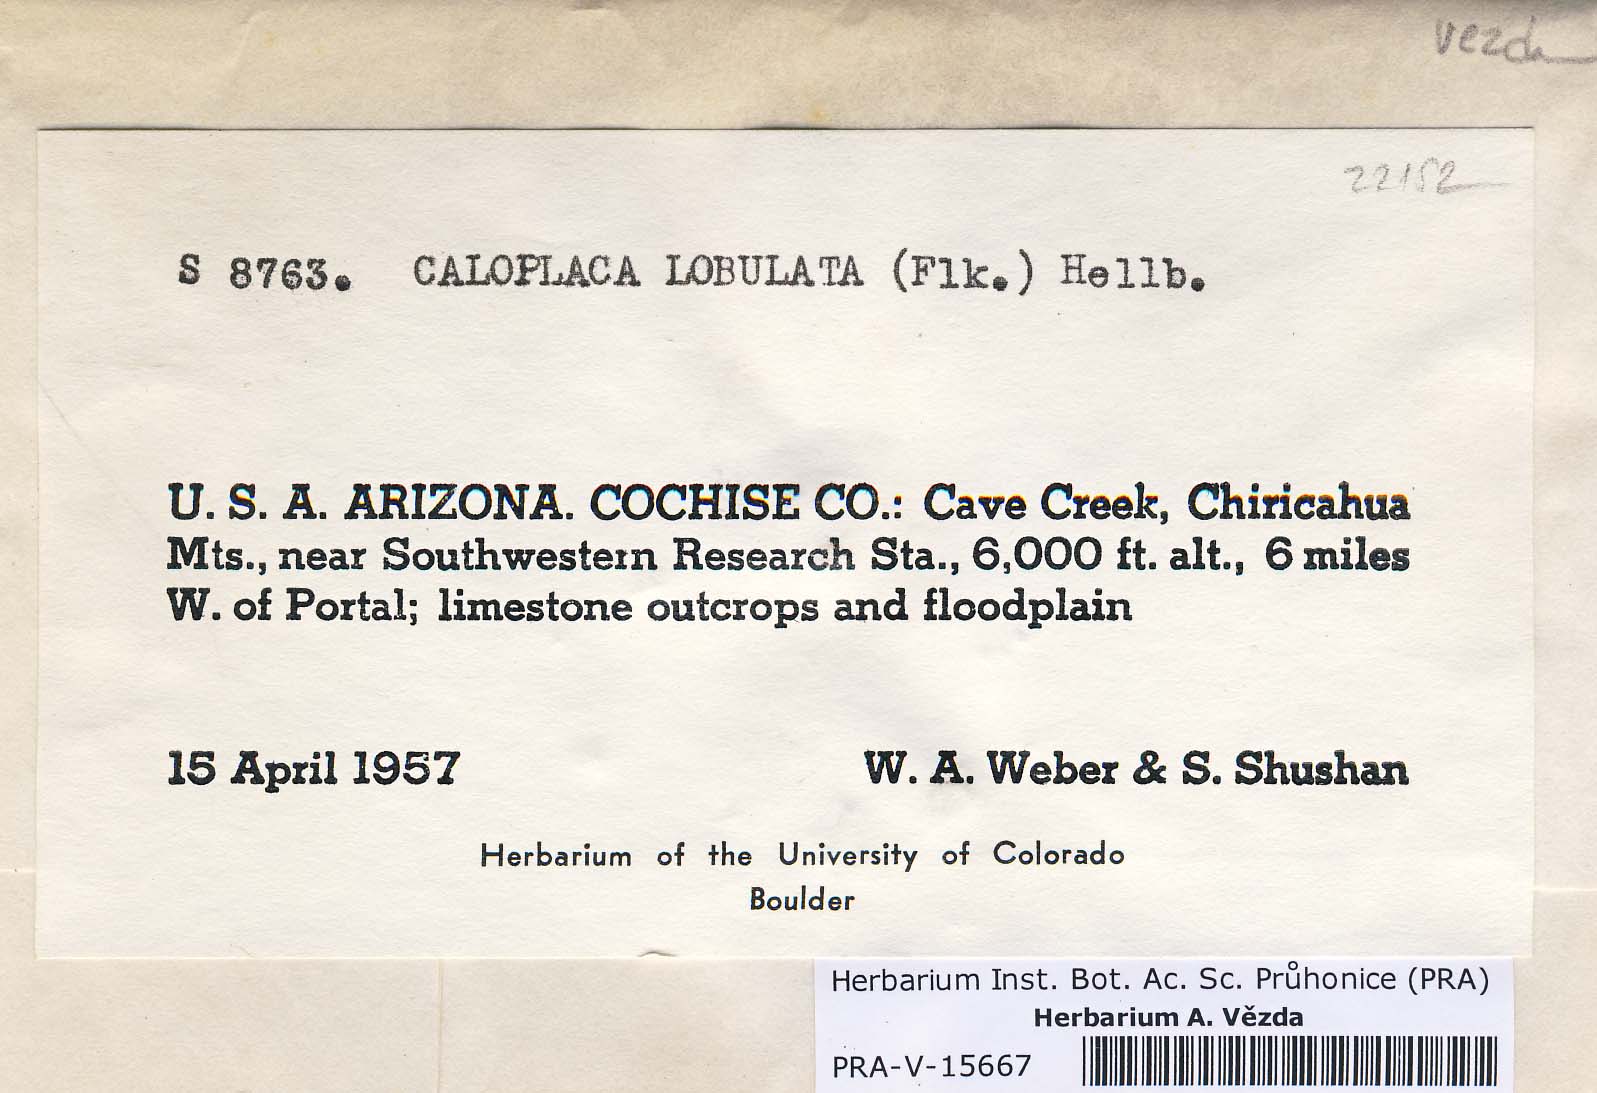 Vezda
22152
S 8763. CALOPLACA LOBULATA (Flk.) Hellb.
U. S. A. ARIZONA. COCHISE CO.: Cave Creek, Chiricahua
Mts., near Southwestern Research Sta., 6,000 ft. alt., 6 miles
W. of Portal; limestone outcrops and floodplain
15 April 1957 W. A. Weber & S. Shushan
Herbarium of the University of Colorado
Boulder
Herbarium Inst. Bot. Ac. Sc. Průhonice (PRA)
Herbarium A. Vězda
PRA-V-15667